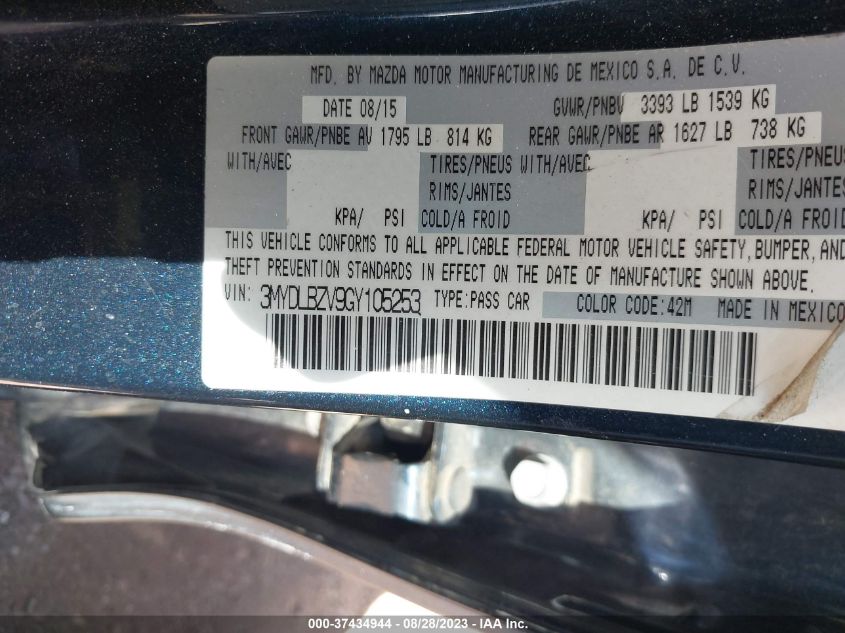 MFD. BY MAZDA MOTOR MANUFACTURING DE MEXICO S.A. DE C.V.
DATE 08/15 GVWR/PNBV 3393 LB 1539 KG
FRONT GAWR/PNBE AV 1795 LB 814 KG REAR GAWR/PNBE AR 1627 LB 738 KG
WITH/AVEC TIRES/PNEUS WITH/AVEC TIRES/PNEUS
RIMS/JANTES RIMS/JANTES
KPA/ PSI COLD/A FROID KPA/ PSI COLD/A FROID
THIS VEHICLE CONFORMS TO ALL APPLICABLE FEDERAL MOTOR VEHICLE SAFETY, BUMPER, AND
THEFT PREVENTION STANDARDS IN EFFECT ON THE DATE OF MANUFACTURE SHOWN ABOVE.
VIN: 3MYDLBZV9GY105253 TYPE:PASS CAR COLOR CODE:42M MADE IN MEXICO
000-37434944 - 08/28/2023 - IAA Inc.